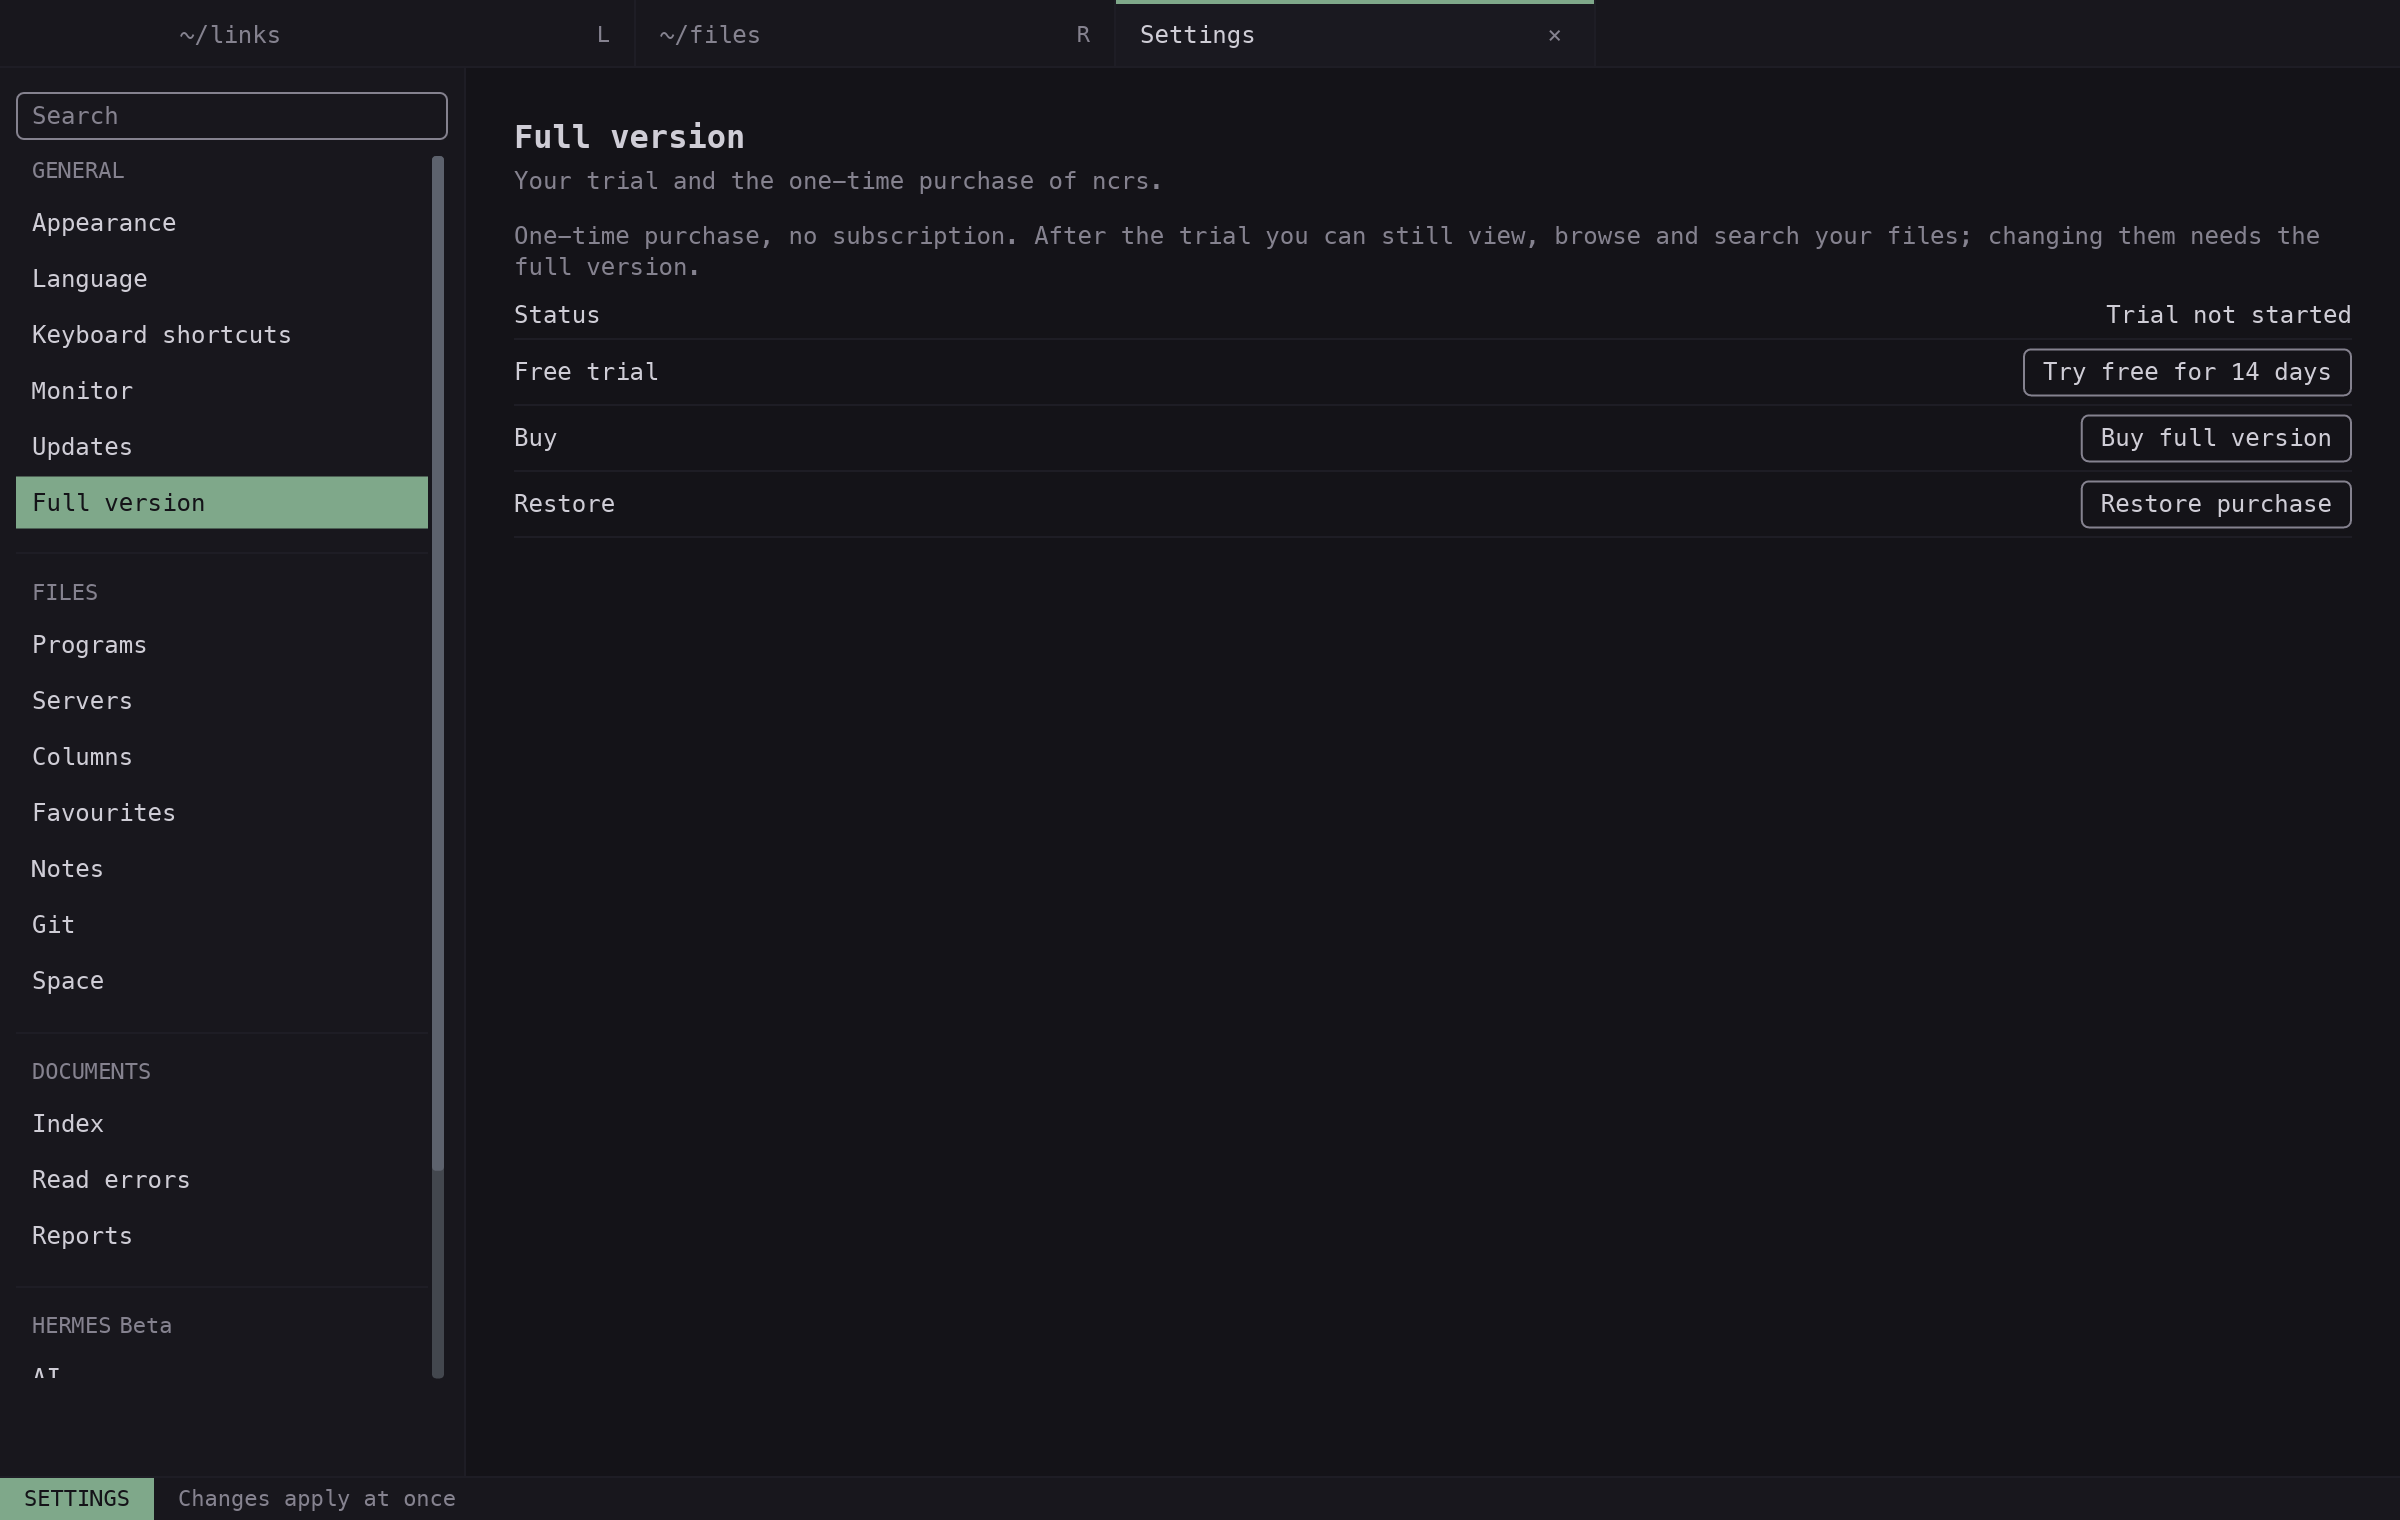 ~/links L ~/files R Settings ×
Search
GENERAL
Appearance
Language
Keyboard shortcuts
Monitor
Updates
Full version
FILES
Programs
Servers
Columns
Favourites
Notes
Git
Space
DOCUMENTS
Index
Read errors
Reports
HERMES Beta
AI
Full version
Your trial and the one-time purchase of ncrs.
One-time purchase, no subscription. After the trial you can still view, browse and search your files; changing them needs the
full version.
Status Trial not started
Free trial Try free for 14 days
Buy Buy full version
Restore Restore purchase
SETTINGS Changes apply at once